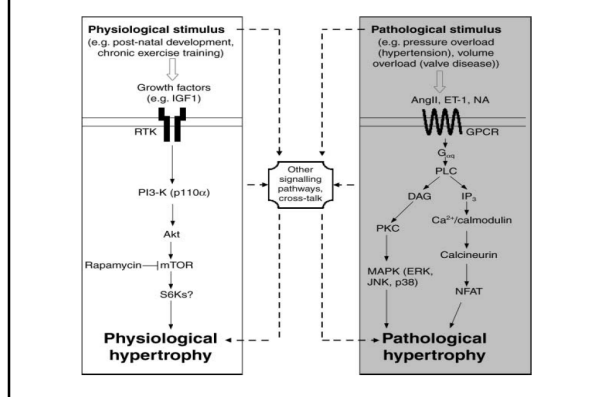 Physiological stimulus
(e.g. post-natal development,
chronic exercise training)
Growth factors
(e.g. IGF1)
RTK
PI3-K (p110α)
Akt
Rapamycin
mTOR
S6Ks?
Physiological
hypertrophy
Other
signalling
pathways,
cross-talk
Pathological stimulus
(e.g. pressure overload
(hypertension), volume
overload (valve disease))
AngII, ET-1, NA
GPCR
Gαq
PLC
DAG
IP3
PKC
Ca2+/calmodulin
Calcineurin
MAPK (ERK,
JNK, p38)
NFAT
Pathological
hypertrophy